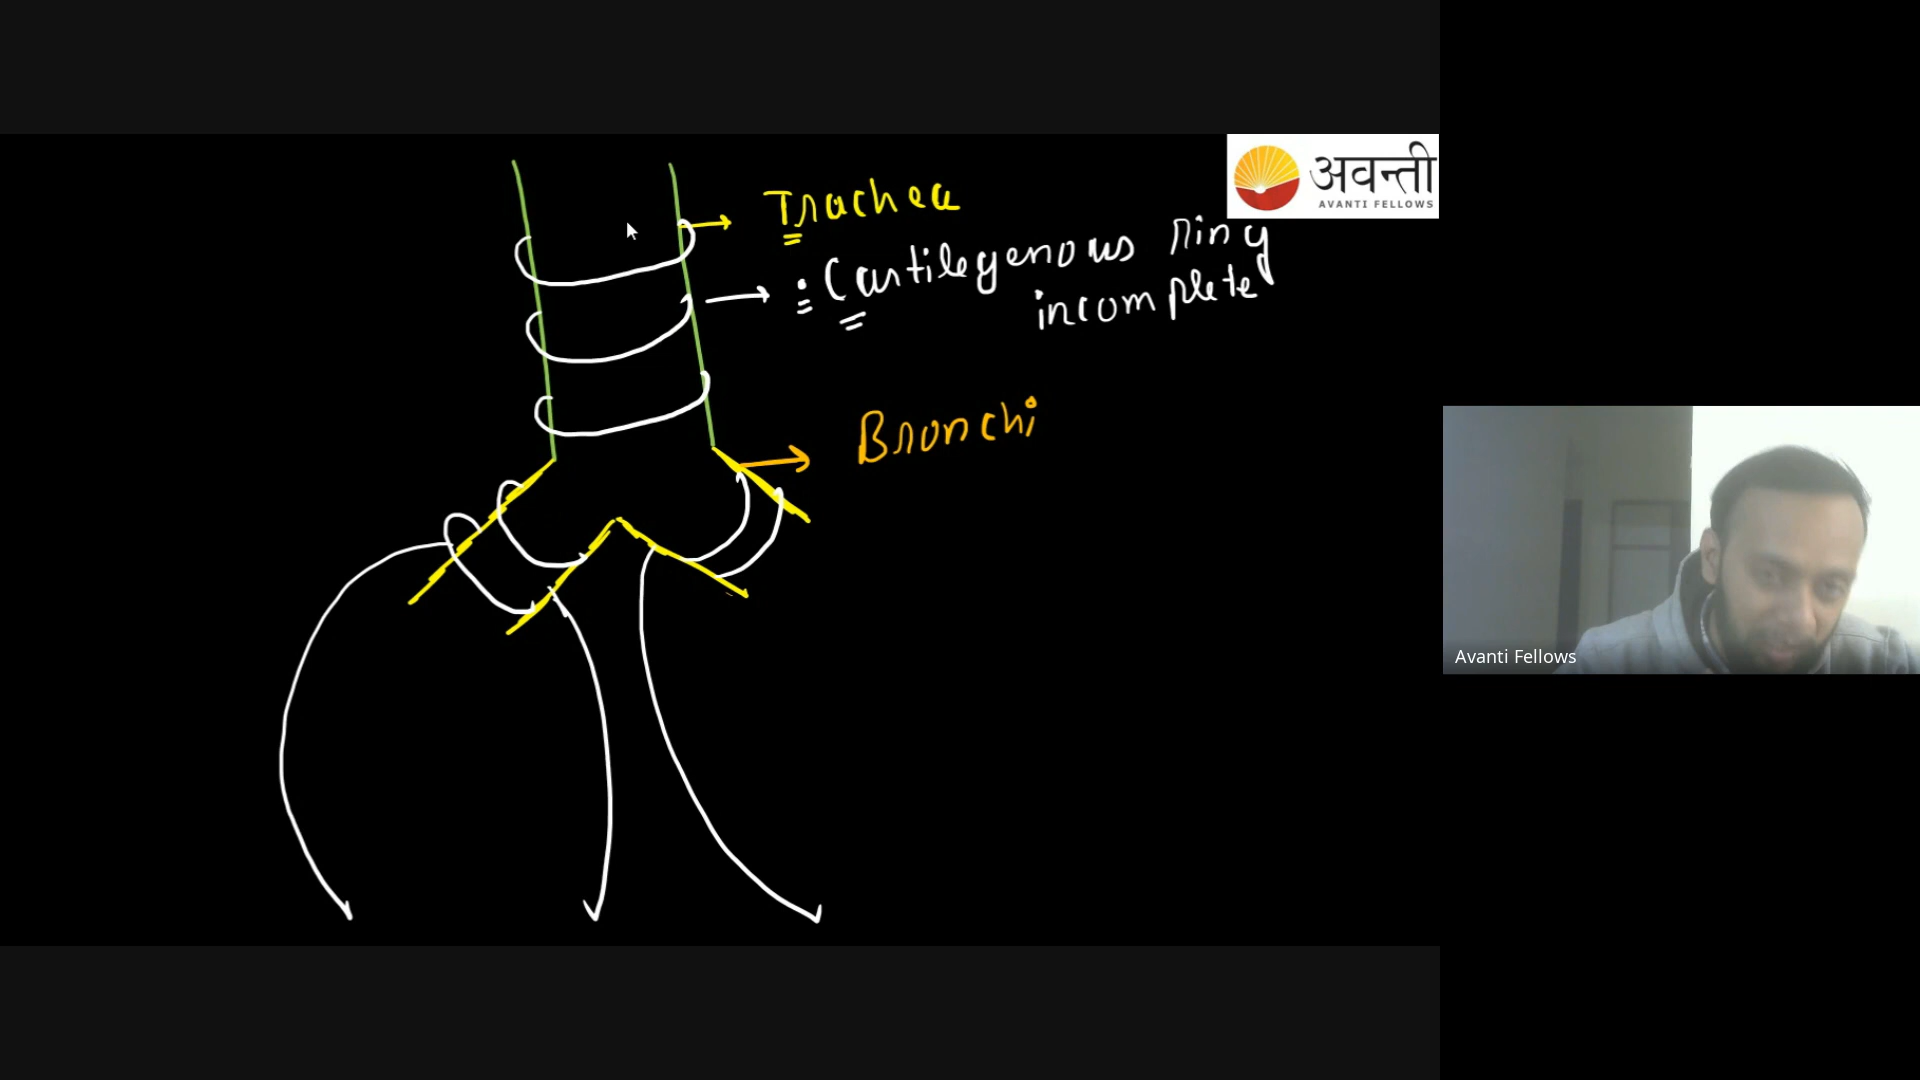 Trachea
अवन्ती
AVANTI FELLOWS
: Cartilegenous ring
incomplete
Bronchi
Avanti Fellows